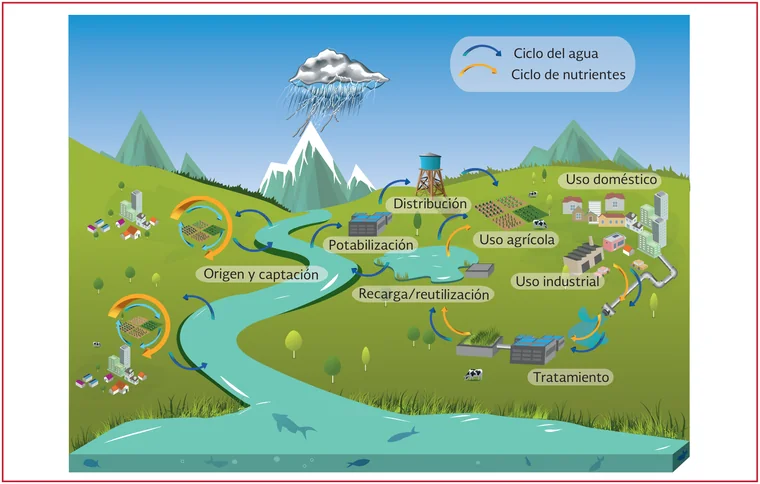 Ciclo del agua
Ciclo de nutrientes
Uso doméstico
Distribución
Potabilización
Uso agrícola
Origen y captación
Uso industrial
Recarga/reutilización
Tratamiento